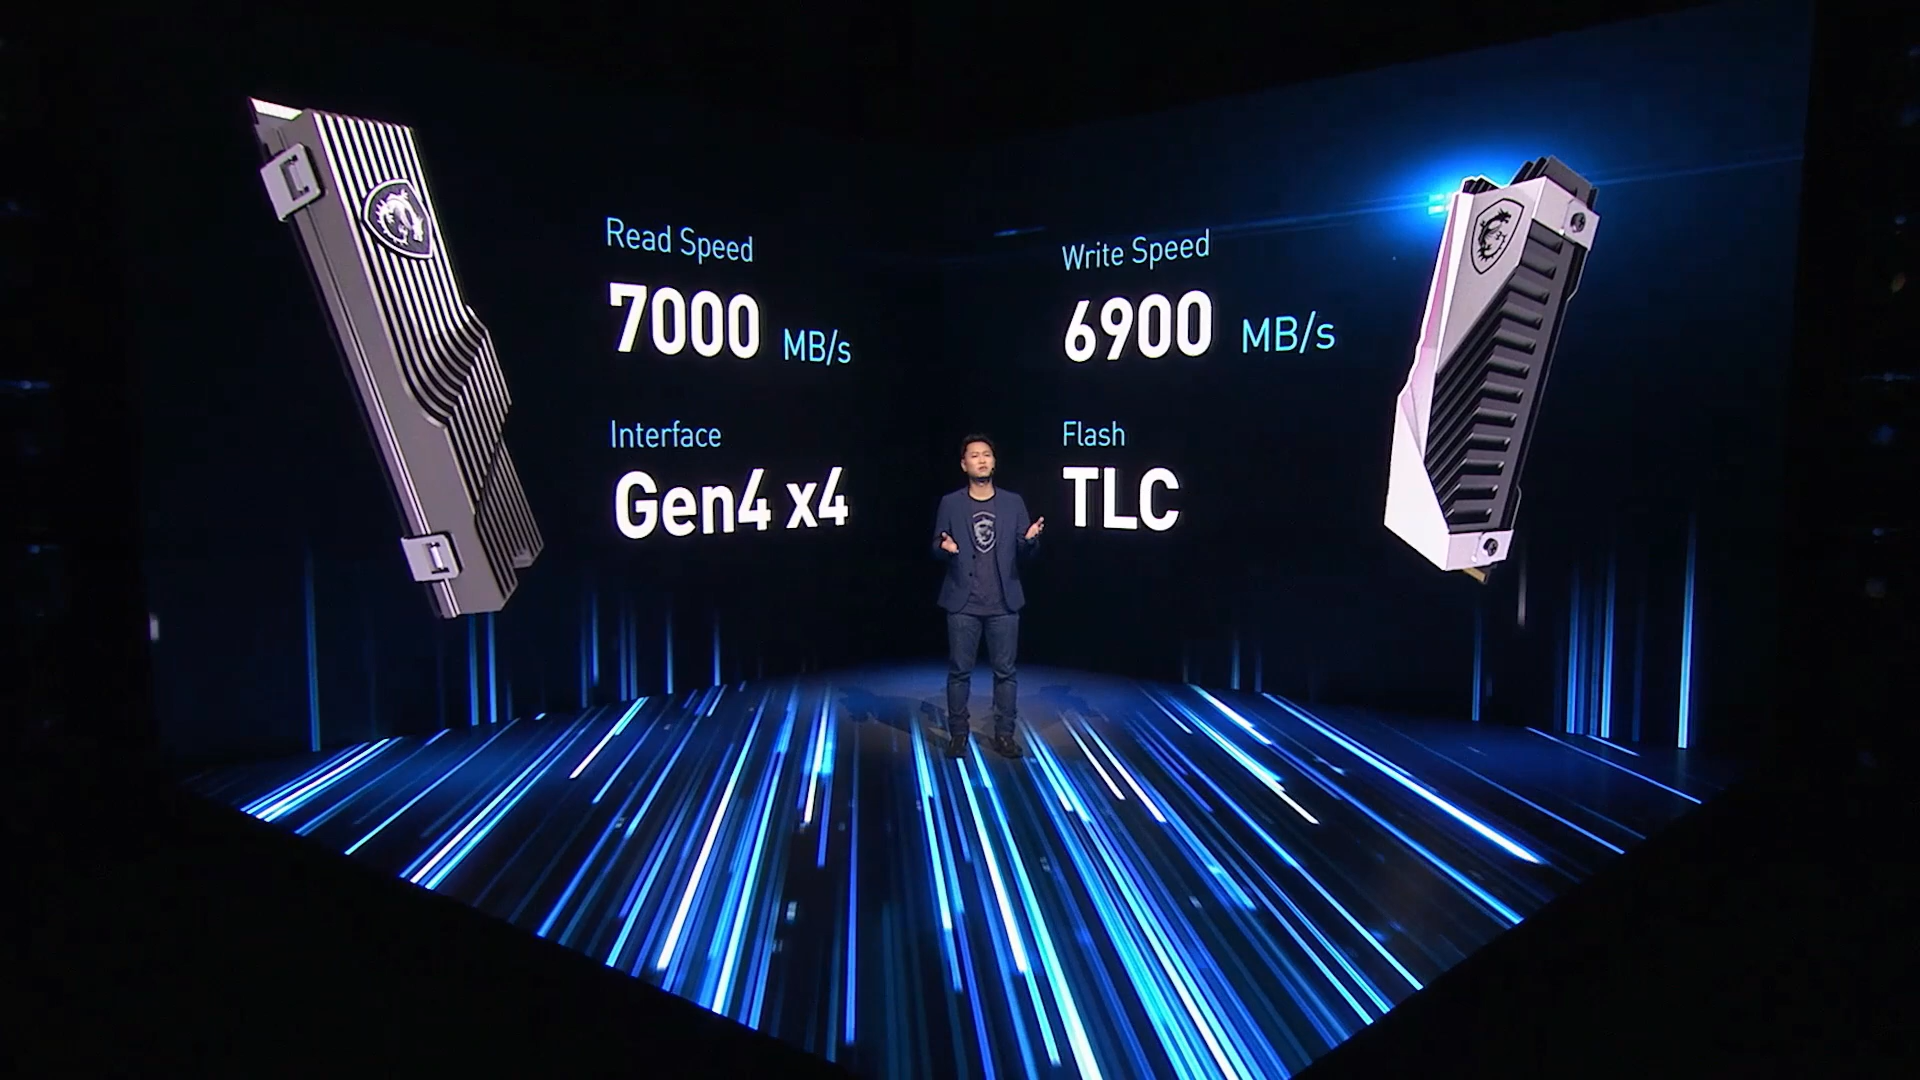 Read Speed
7000 MB/s
Write Speed
6900 MB/s
Interface
Gen4 x4
Flash
TLC